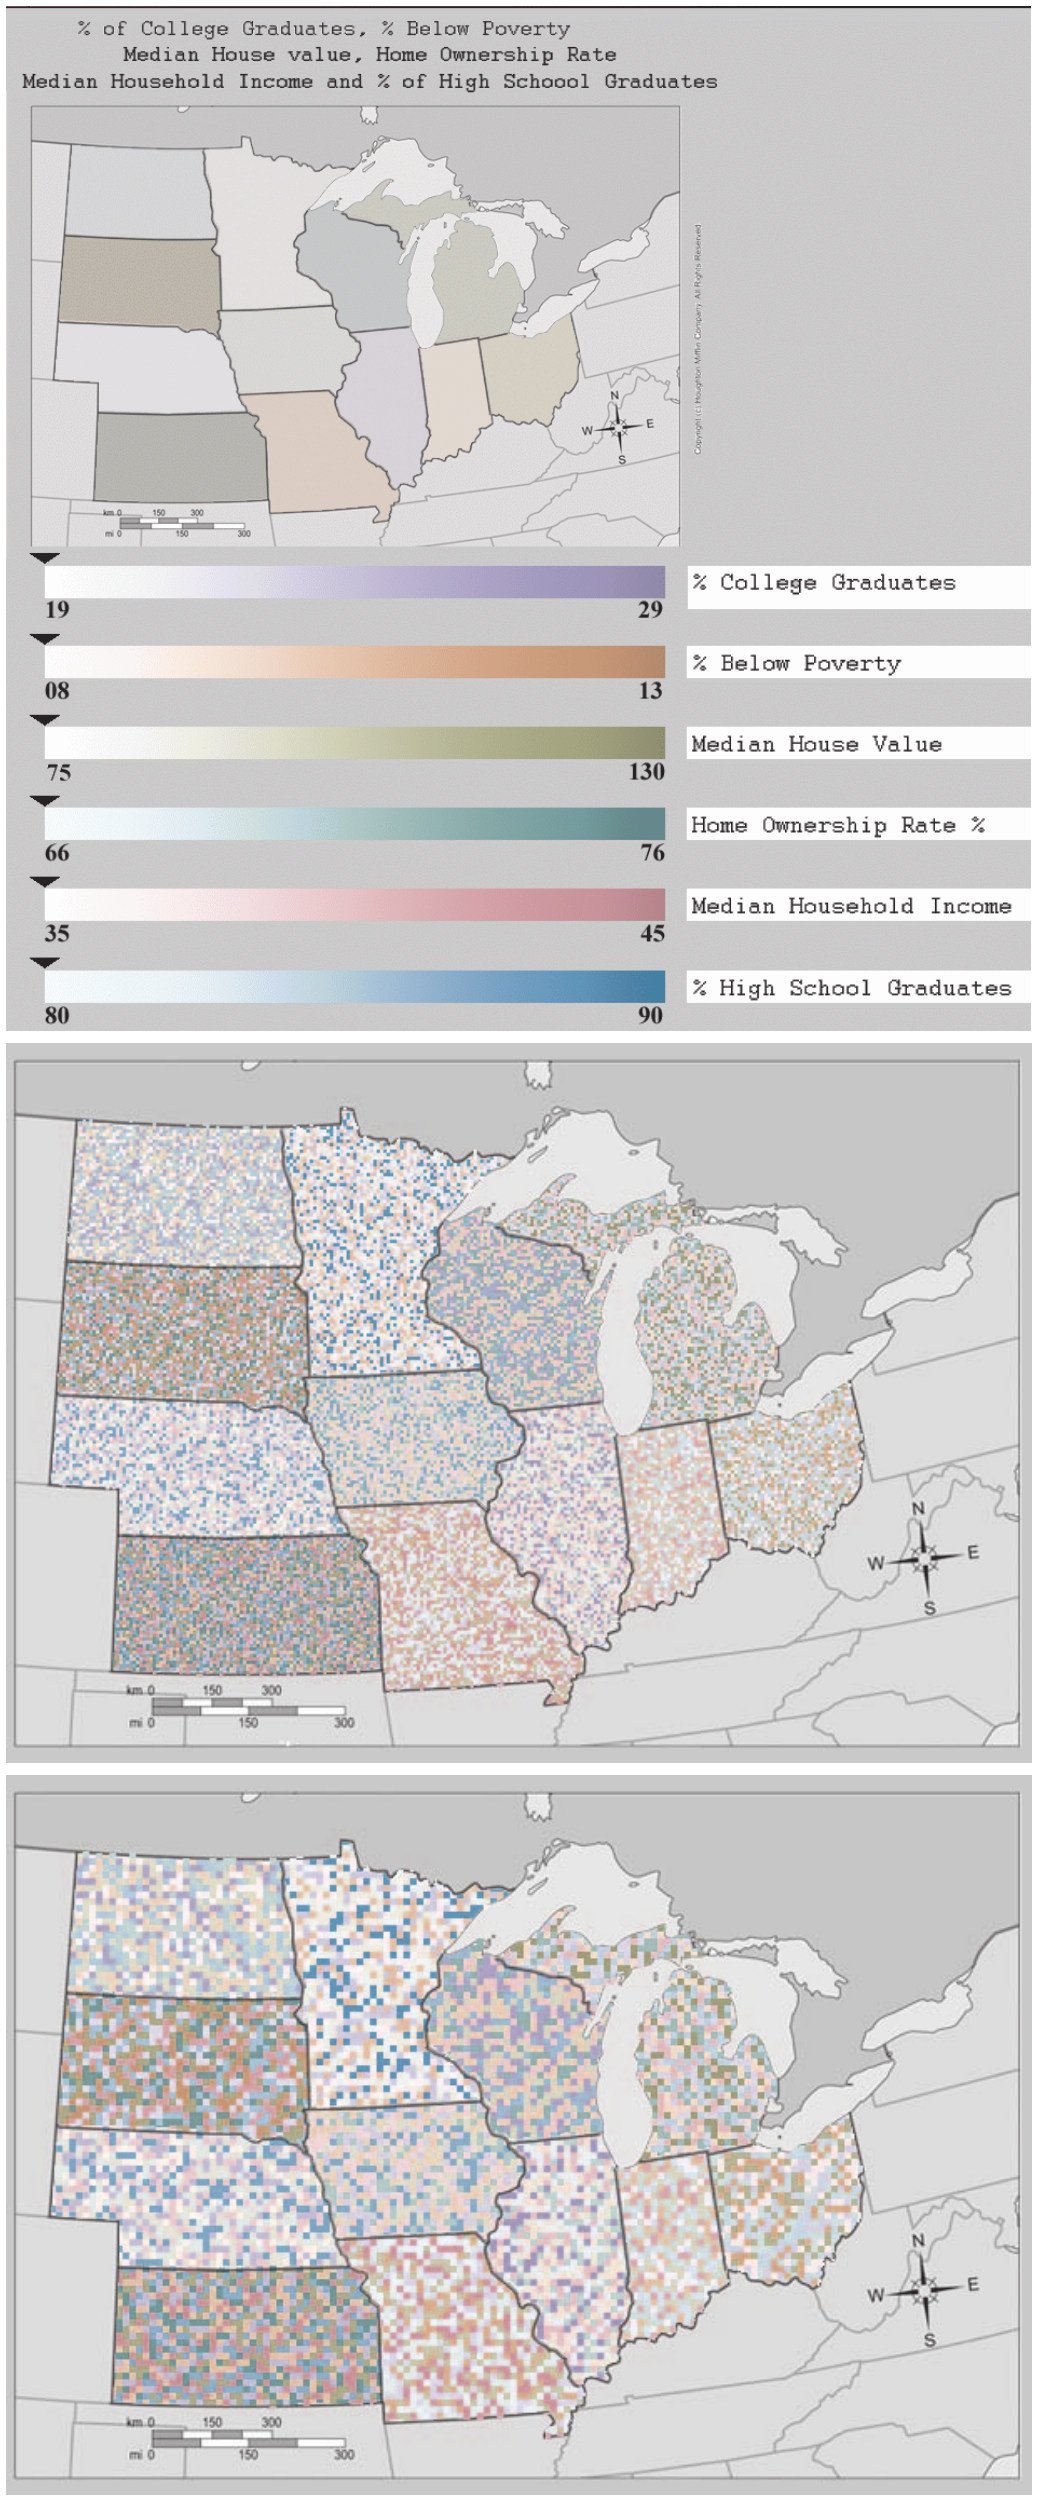 % of College Graduates, % Below Poverty
Median House value, Home Ownership Rate
Median Household Income and % of High Schoool Graduates
N
W E
S
Copyright (c) Houghton Mifflin Company. All Rights Reserved.
km 0 150 300
mi 0 150 300
% College Graduates
19 29
% Below Poverty
08 13
Median House Value
75 130
Home Ownership Rate %
66 76
Median Household Income
35 45
% High School Graduates
80 90
N
W E
S
km 0 150 300
mi 0 150 300
N
W E
S
km 0 150 300
mi 0 150 300